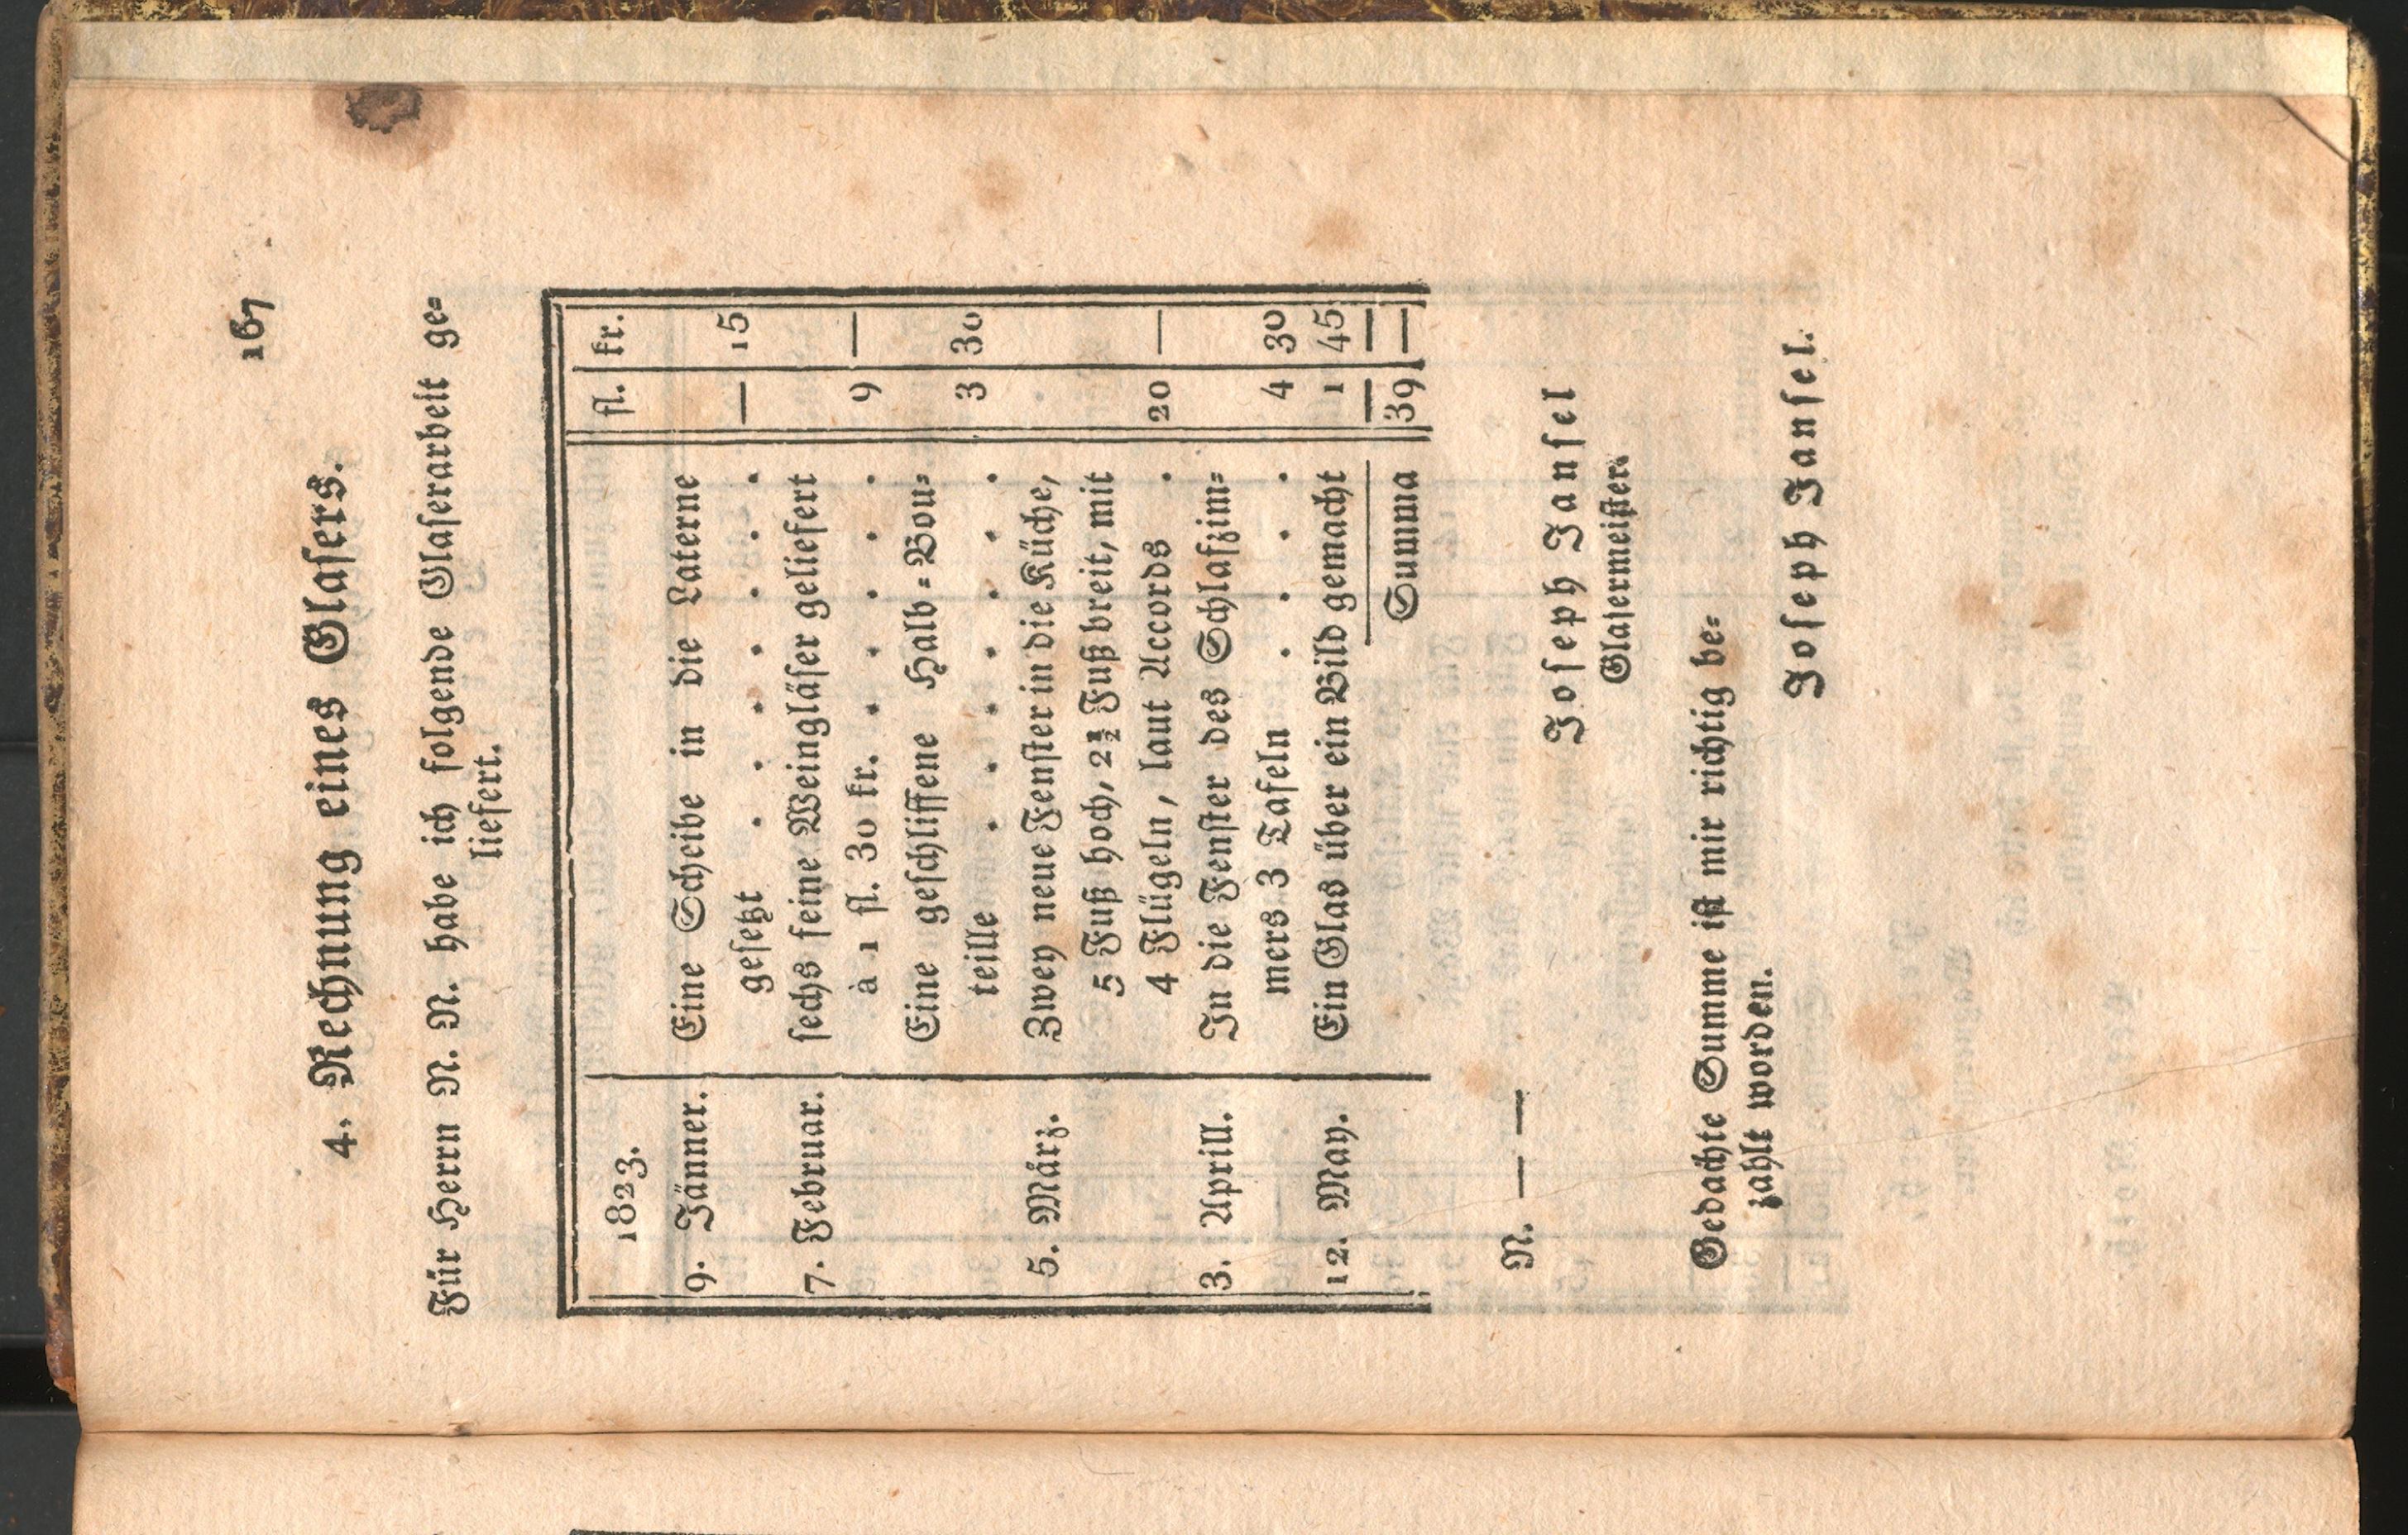 167
4. Rechnung eines Glasers.
Für Herrn N. N. habe ich folgende Glaserarbeit ge=
liefert.
1823. fl. kr.
9. Jänner. Eine Scheibe in die Laterne
gesetzt . . . . . . . — 15
7. Februar. sechs feine Weingläser geliefert
à 1 fl. 30 kr. . . . . . 9 —
Eine geschliffene Halb=Bou=
teille . . . . . . . 3 30
5. März. Zwey neue Fenster in die Küche,
5 Fuß hoch, 2½ Fuß breit, mit
4 Flügeln, laut Accords . 20 —
3. Aprill. In die Fenster des Schlafzim=
mers 3 Tafeln . . . . 4 30
12. May. Ein Glas über ein Bild gemacht 1 45
Summa 39 —
N. — —
Joseph Jansel
Glasermeister.
Gedachte Summe ist mir richtig be=
zahlt worden.
Joseph Jansel.